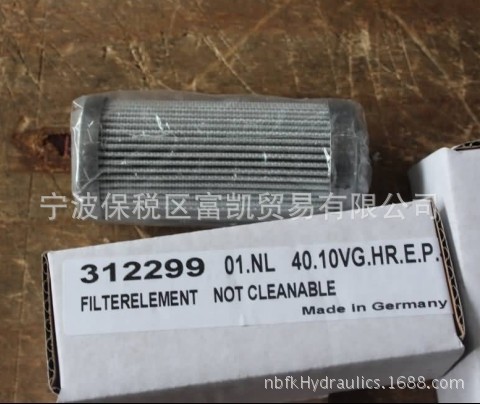 宁波保税区富凯贸易有限公司
312299 01.NL 40.10VG.HR.E.P.-
FILTERELEMENT NOT CLEANABLE
Made in Germany
nbfkHydraulics.1688.com